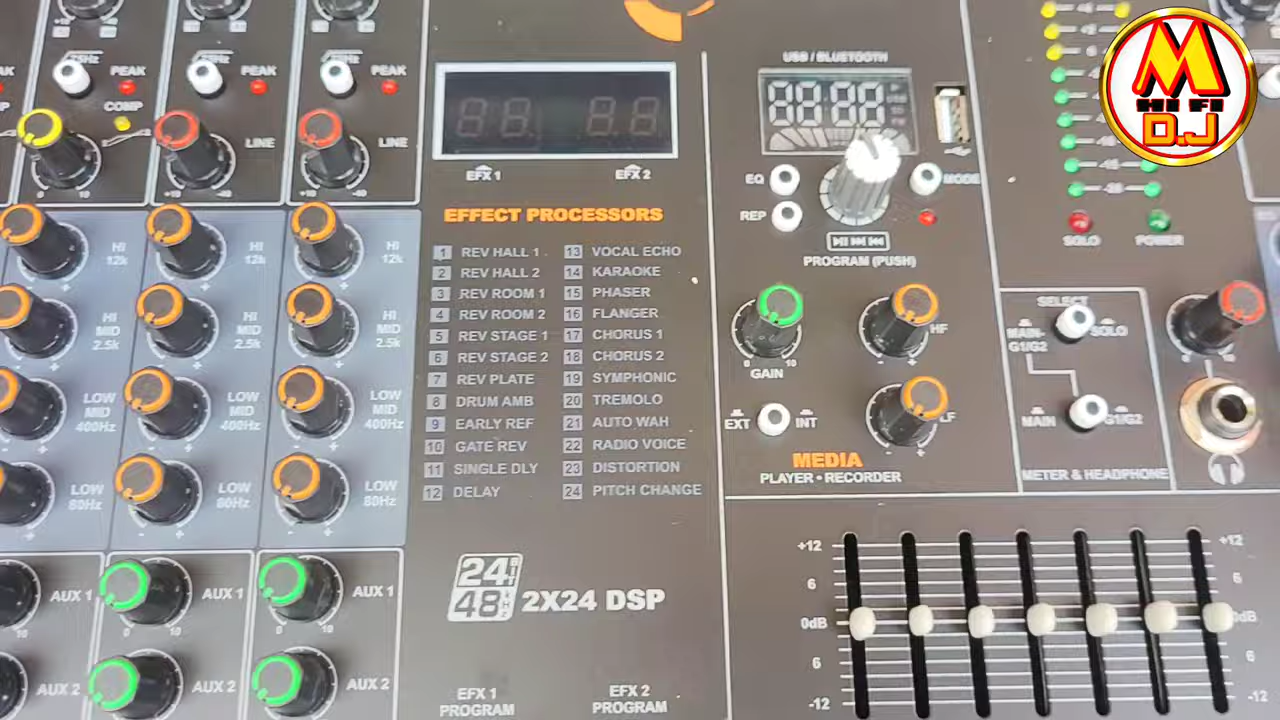 M
HI FI
D.J
USB / BLUETOOTH
PEAK
PEAK
PEAK
COMP
LINE
LINE
EFX 1
EFX 2
EQ
MODE
REP
SOLO
POWER
PROGRAM (PUSH)
EFFECT PROCESSORS
1 REV HALL 1
2 REV HALL 2
3 REV ROOM 1
4 REV ROOM 2
5 REV STAGE 1
6 REV STAGE 2
7 REV PLATE
8 DRUM AMB
9 EARLY REF
10 GATE REV
11 SINGLE DLY
12 DELAY
13 VOCAL ECHO
14 KARAOKE
15 PHASER
16 FLANGER
17 CHORUS 1
18 CHORUS 2
19 SYMPHONIC
20 TREMOLO
21 AUTO WAH
22 RADIO VOICE
23 DISTORTION
24 PITCH CHANGE
HI
12k
HI
12k
HI
12k
HI
MID
2.5k
HI
MID
2.5k
HI
MID
2.5k
LOW
MID
400Hz
LOW
MID
400Hz
LOW
MID
400Hz
LOW
80Hz
LOW
80Hz
LOW
80Hz
GAIN
0 10
HF
LF
EXT
INT
MEDIA
PLAYER • RECORDER
SELECT
MAIN-
G1/G2
SOLO
MAIN
G1/G2
METER & HEADPHONE
AUX 1
AUX 1
AUX 1
AUX 2
AUX 2
AUX 2
24 BIT
48 kHz
2X24 DSP
EFX 1
PROGRAM
EFX 2
PROGRAM
+12
+12
6
6
0dB
0dB
6
6
-12
-12